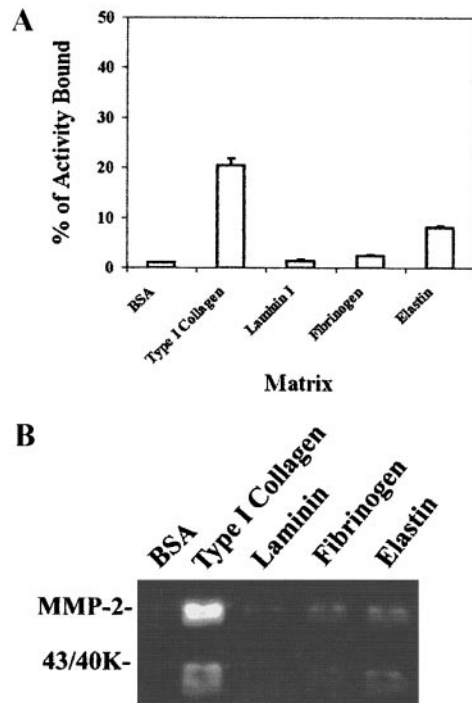 A
% of Activity Bound
50
40
30
20
10
0
BSA
Type I Collagen
Laminin I
Fibrinogen
Elastin
Matrix
B
BSA
Type I Collagen
Laminin
Fibrinogen
Elastin
MMP-2-
43/40K-